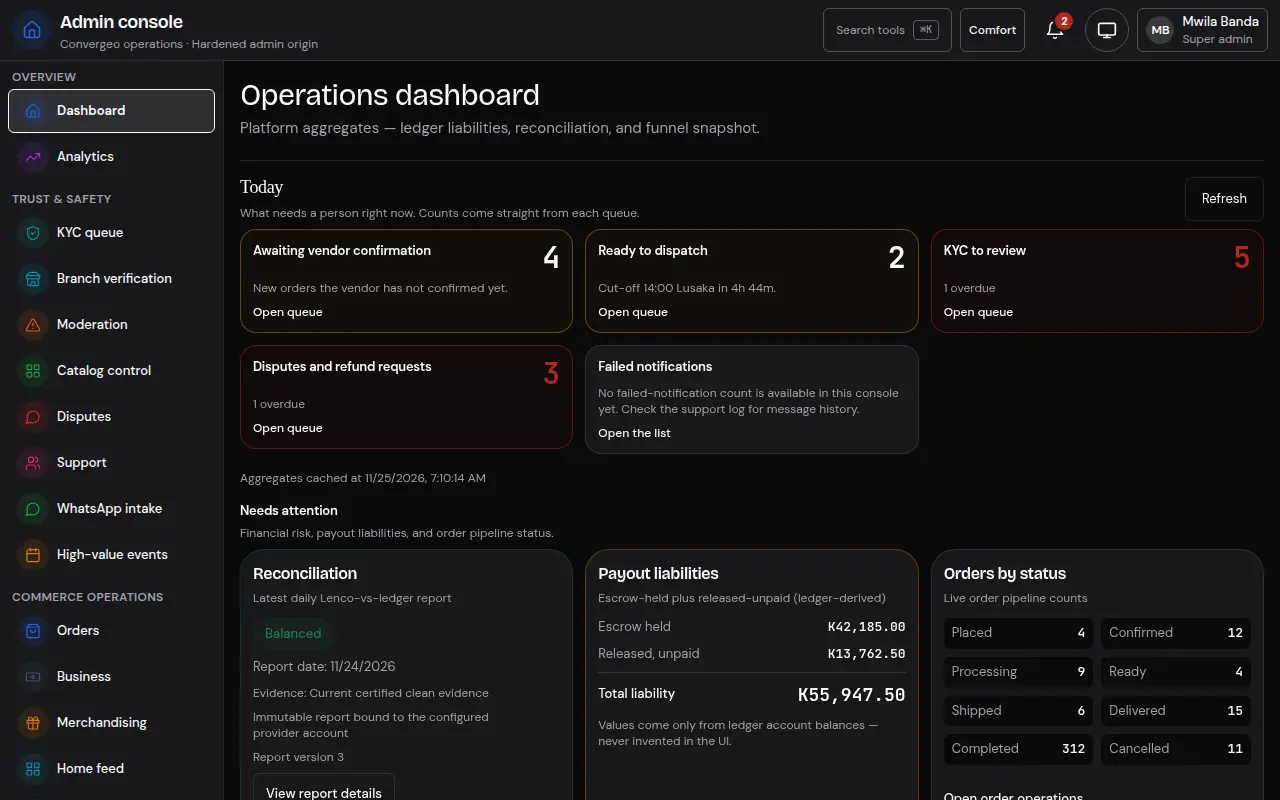 Admin console
Convergeo operations · Hardened admin origin
Search tools ⌘K
Comfort
2
MB
Mwila Banda
Super admin
OVERVIEW
Dashboard
Analytics
TRUST & SAFETY
KYC queue
Branch verification
Moderation
Catalog control
Disputes
Support
WhatsApp intake
High-value events
COMMERCE OPERATIONS
Orders
Business
Merchandising
Home feed
Operations dashboard
Platform aggregates — ledger liabilities, reconciliation, and funnel snapshot.
Today
What needs a person right now. Counts come straight from each queue.
Refresh
Awaiting vendor confirmation 4
New orders the vendor has not confirmed yet.
Open queue
Ready to dispatch 2
Cut-off 14:00 Lusaka in 4h 44m.
Open queue
KYC to review 5
1 overdue
Open queue
Disputes and refund requests 3
1 overdue
Open queue
Failed notifications
No failed-notification count is available in this console
yet. Check the support log for message history.
Open the list
Aggregates cached at 11/25/2026, 7:10:14 AM
Needs attention
Financial risk, payout liabilities, and order pipeline status.
Reconciliation
Latest daily Lenco-vs-ledger report
Balanced
Report date: 11/24/2026
Evidence: Current certified clean evidence
Immutable report bound to the configured
provider account
Report version 3
View report details
Payout liabilities
Escrow-held plus released-unpaid (ledger-derived)
Escrow held K42,185.00
Released, unpaid K13,762.50
Total liability K55,947.50
Values come only from ledger account balances —
never invented in the UI.
Orders by status
Live order pipeline counts
Placed 4
Confirmed 12
Processing 9
Ready 4
Shipped 6
Delivered 15
Completed 312
Cancelled 11
Open order operations